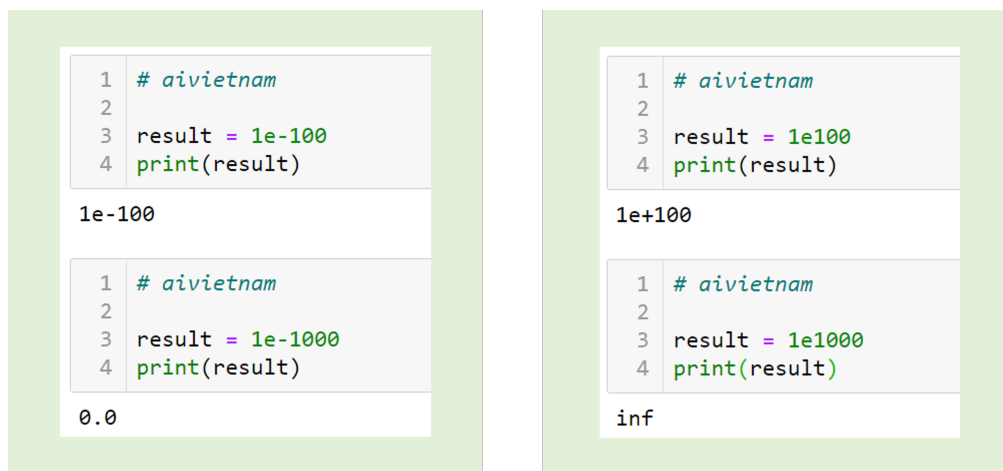 1 # aivietnam
2
3 result = 1e-100
4 print(result)
1e-100
1 # aivietnam
2
3 result = 1e-1000
4 print(result)
0.0
1 # aivietnam
2
3 result = 1e100
4 print(result)
1e+100
1 # aivietnam
2
3 result = 1e1000
4 print(result)
inf